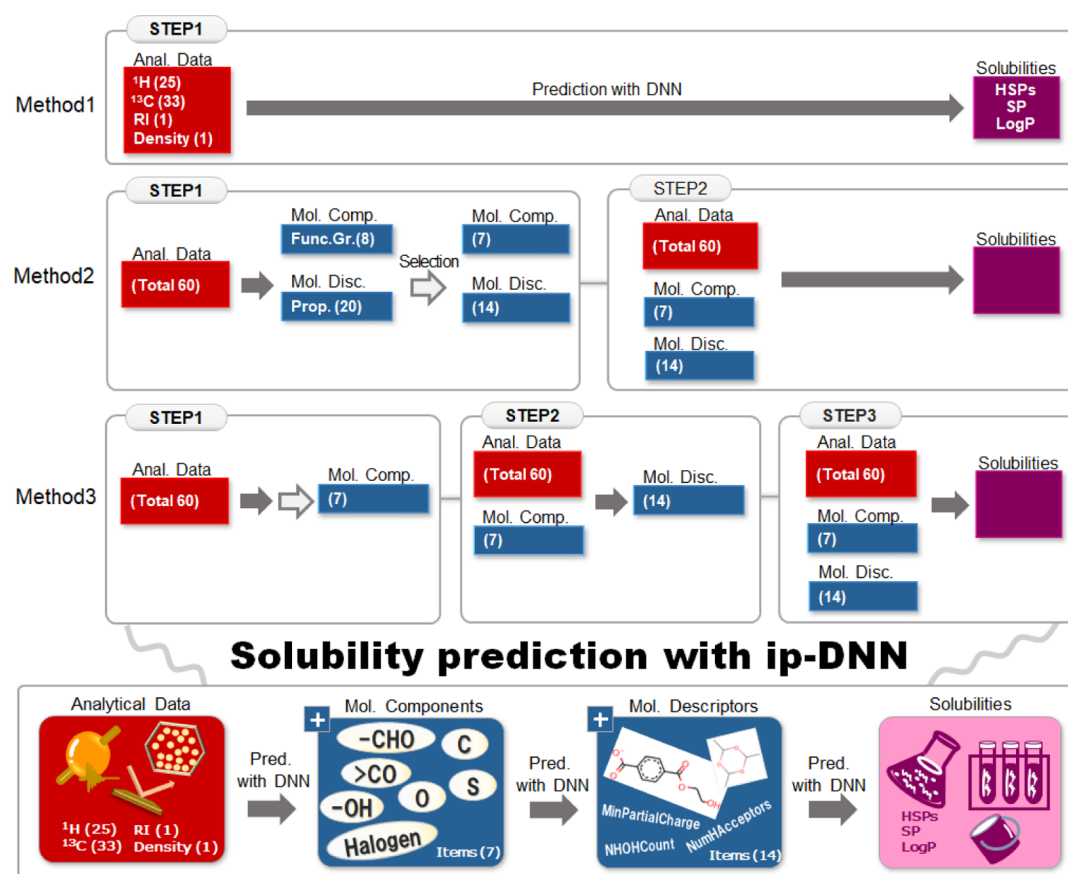 STEP1
Anal. Data
Method1
¹H (25)
¹³C (33)
RI (1)
Density (1)
Prediction with DNN
Solubilities
HSPs
SP
LogP
STEP1
Method2
Anal. Data
(Total 60)
Mol. Comp.
Func.Gr.(8)
Mol. Disc.
Prop. (20)
Selection
Mol. Comp.
(7)
Mol. Disc.
(14)
STEP2
Anal. Data
(Total 60)
Mol. Comp.
(7)
Mol. Disc.
(14)
Solubilities
STEP1
Method3
Anal. Data
(Total 60)
Mol. Comp.
(7)
STEP2
Anal. Data
(Total 60)
Mol. Comp.
(7)
Mol. Disc.
(14)
STEP3
Anal. Data
(Total 60)
Mol. Comp.
(7)
Mol. Disc.
(14)
Solubilities
Solubility prediction with ip-DNN
Analytical Data
¹H (25) RI (1)
¹³C (33) Density (1)
Pred.
with DNN
Mol. Components
+
-CHO
C
>CO
S
-OH
O
Halogen
Items (7)
Pred.
with DNN
Mol. Descriptors
+
O⁻
O
O
O
OH
O
O
O
MinPartialCharge
NHOHCount
NumHAcceptors
Items (14)
Pred.
with DNN
Solubilities
HSPs
SP
LogP